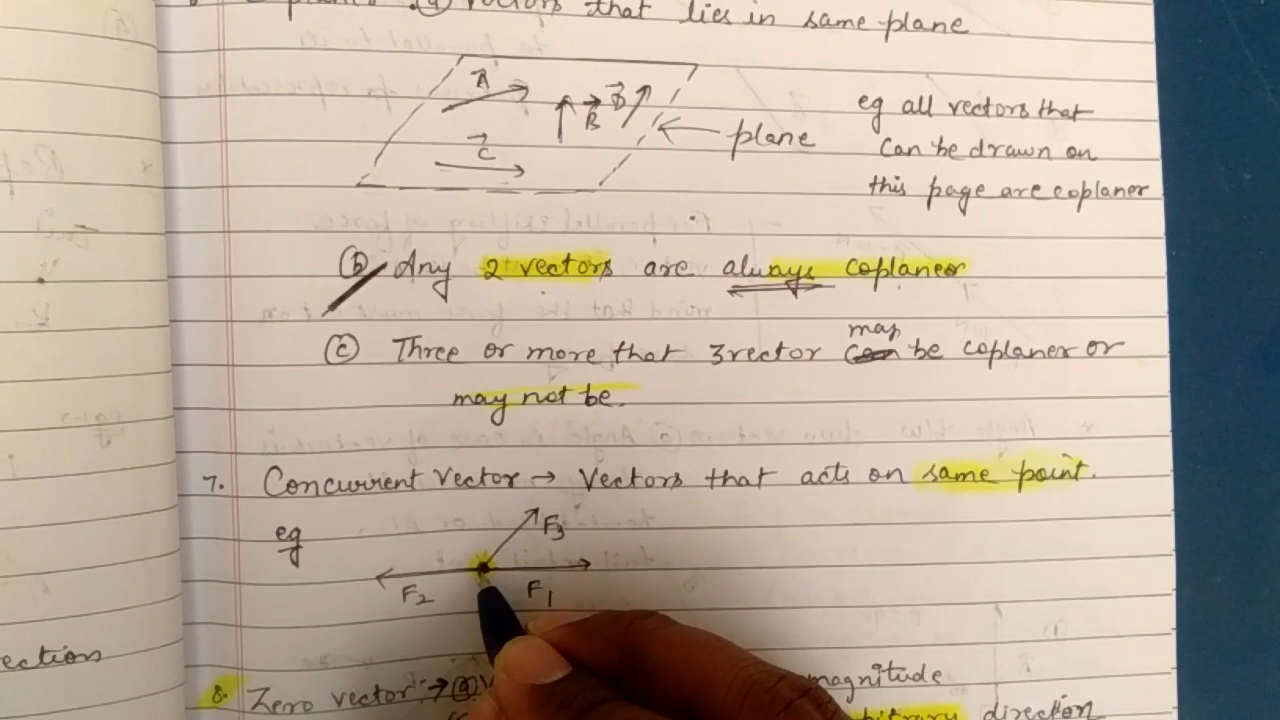 vectors that lies in same plane
A
B
D
C
plane
eg all vectors that
can be drawn on
this page are coplaner
(b) Any 2 vectors are always coplaner
(c) Three or more that 3 vector may be coplaner or
may not be.
7. Concurrent Vector → Vectors that acts on same point.
eg
F3
F2
F1
ection
8. Zero vector → (a) magnitude
direction